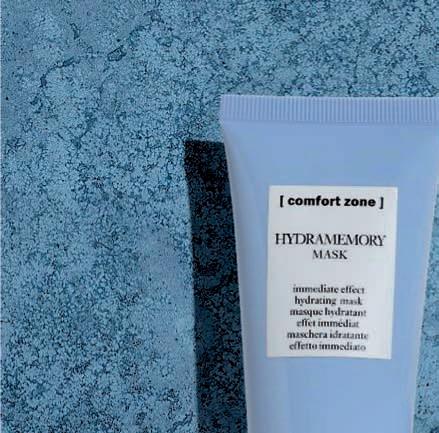 [ comfort zone ]
HYDRAMEMORY
MASK
immediate effect
hydrating mask
masque hydratant
effet immédiat
maschera idratante
effetto immediato